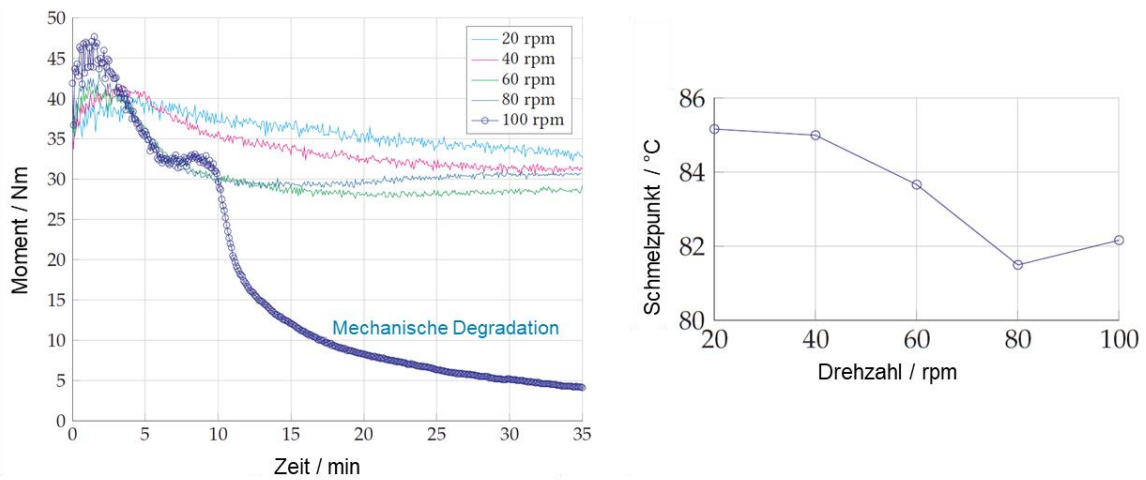 50
45
40
35
30
25
20
15
10
5
0
Moment / Nm
20 rpm
40 rpm
60 rpm
80 rpm
100 rpm
Mechanische Degradation
0 5 10 15 20 25 30 35
Zeit / min
86
84
82
80
Schmelzpunkt / °C
20 40 60 80 100
Drehzahl / rpm